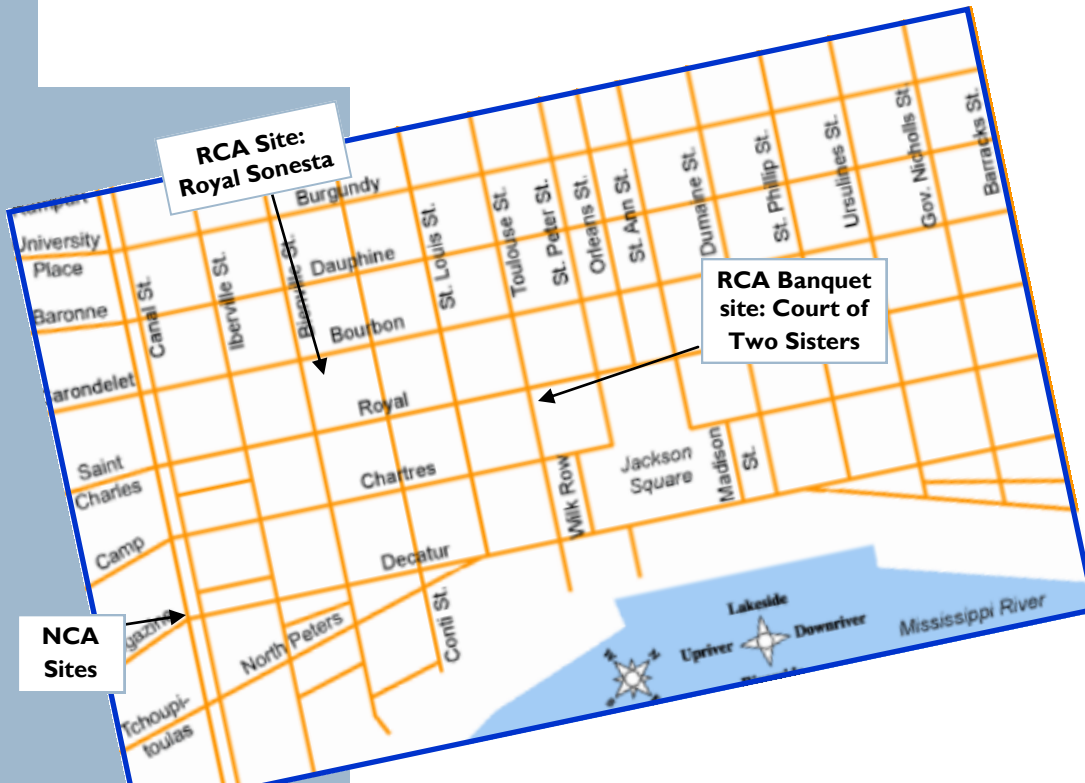 RCA Site:
Royal Sonesta
Burgundy
University
Place
Dauphine
Baronne
Bourbon
Royal
Saint
Charles
Chartres
Camp
Decatur
North Peters
Tchoupi-
toulas
Canal St.
Iberville St.
St. Louis St.
Toulouse St.
St. Peter St.
Orleans St.
St. Ann St.
Dumaine St.
St. Phillip St.
Ursulines St.
Gov. Nicholls St.
Barracks St.
RCA Banquet
site: Court of
Two Sisters
Jackson
Square
Madison
St.
Wilk Row
Conti St.
NCA
Sites
Lakeside
Upriver
Downriver
Mississippi River